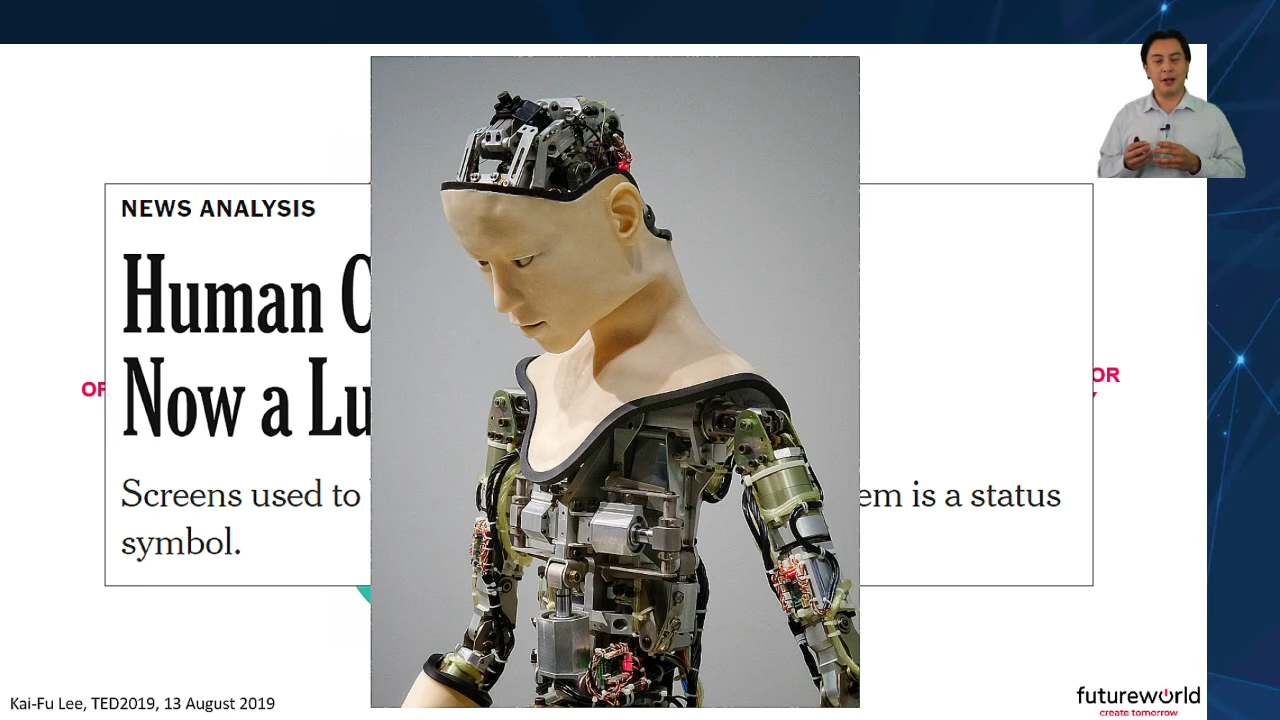 NEWS ANALYSIS
Human
Now a
Screens used to
em is a status
symbol.
OR
Kai-Fu Lee, TED2019, 13 August 2019
futureworld
create tomorrow